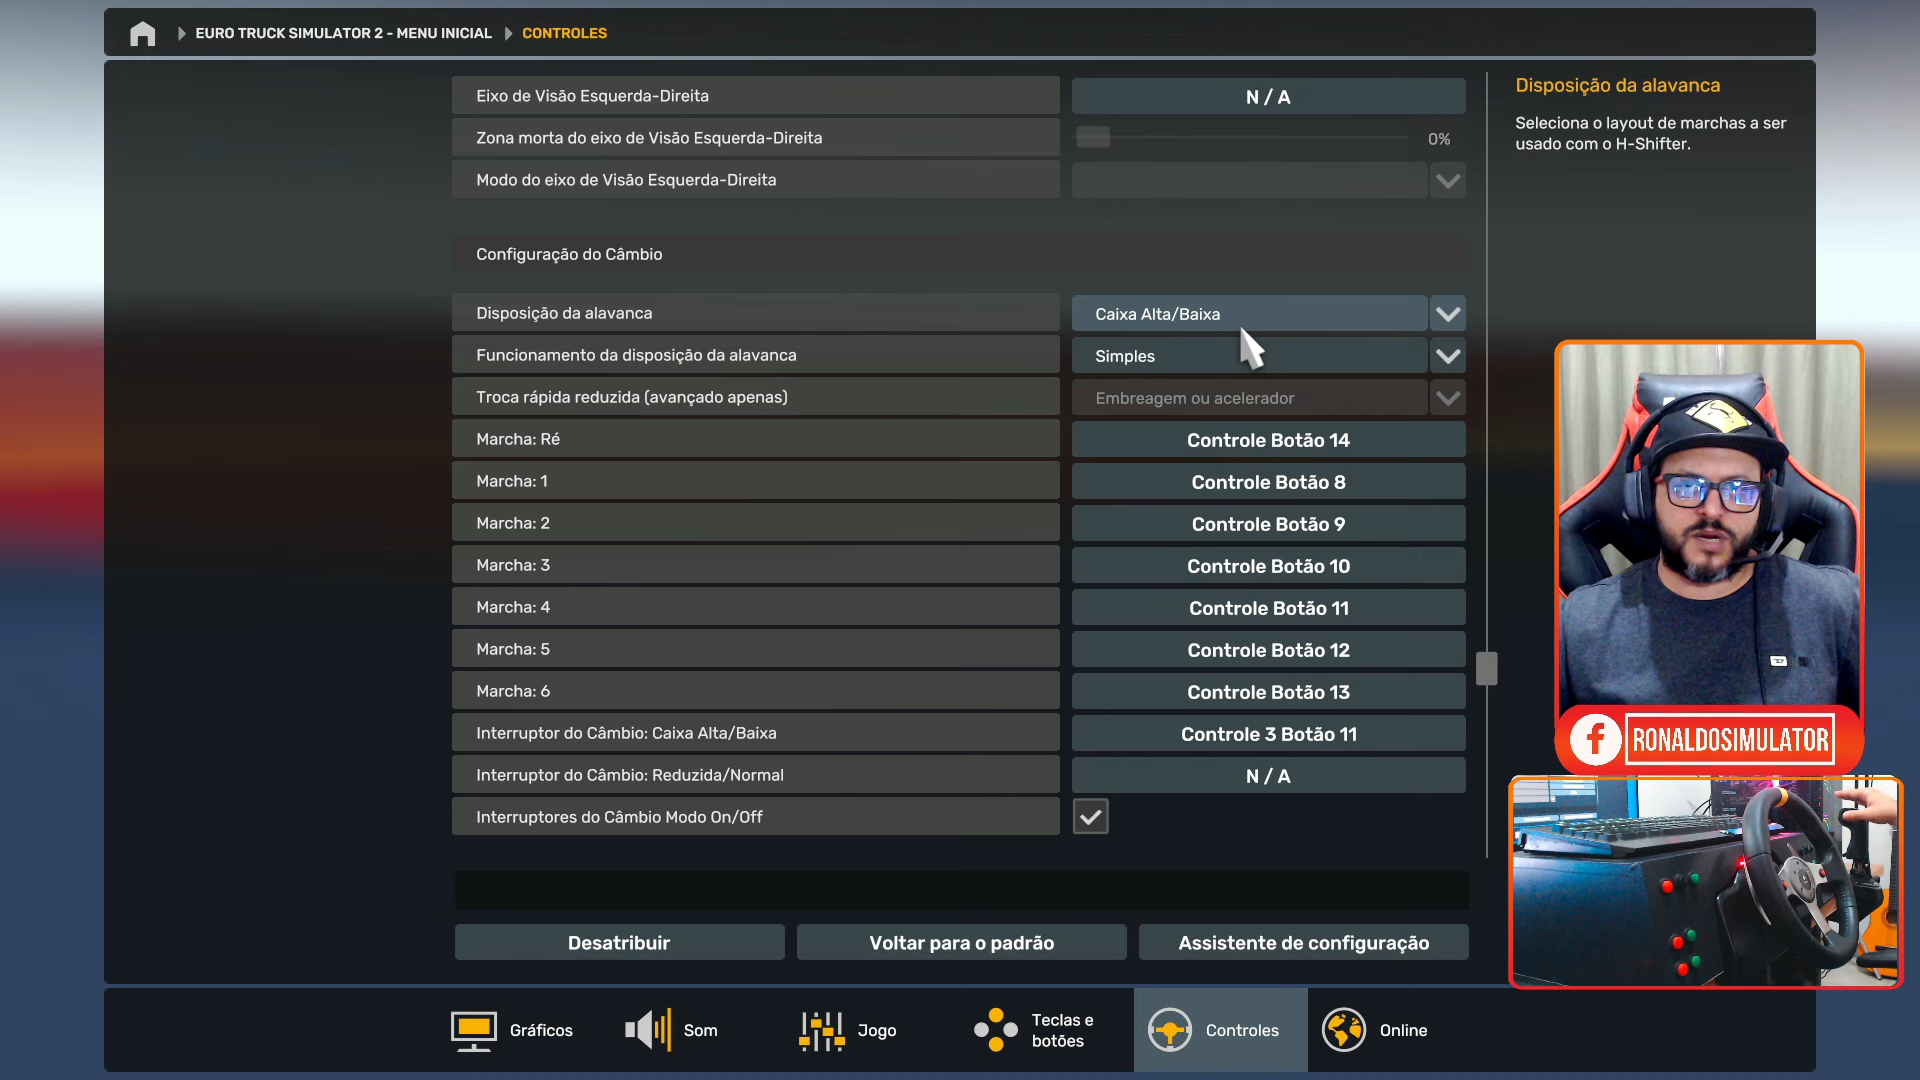 EURO TRUCK SIMULATOR 2 - MENU INICIAL
CONTROLES
Eixo de Visão Esquerda-Direita
N / A
Zona morta do eixo de Visão Esquerda-Direita
0%
Modo do eixo de Visão Esquerda-Direita
Configuração do Câmbio
Disposição da alavanca
Caixa Alta/Baixa
Funcionamento da disposição da alavanca
Simples
Troca rápida reduzida (avançado apenas)
Embreagem ou acelerador
Marcha: Ré
Controle Botão 14
Marcha: 1
Controle Botão 8
Marcha: 2
Controle Botão 9
Marcha: 3
Controle Botão 10
Marcha: 4
Controle Botão 11
Marcha: 5
Controle Botão 12
Marcha: 6
Controle Botão 13
Interruptor do Câmbio: Caixa Alta/Baixa
Controle 3 Botão 11
Interruptor do Câmbio: Reduzida/Normal
N / A
Interruptores do Câmbio Modo On/Off
Desatribuir
Voltar para o padrão
Assistente de configuração
Gráficos
Som
Jogo
Teclas e
botões
Controles
Online
Disposição da alavanca
Seleciona o layout de marchas a ser
usado com o H-Shifter.
f RONALDOSIMULATOR